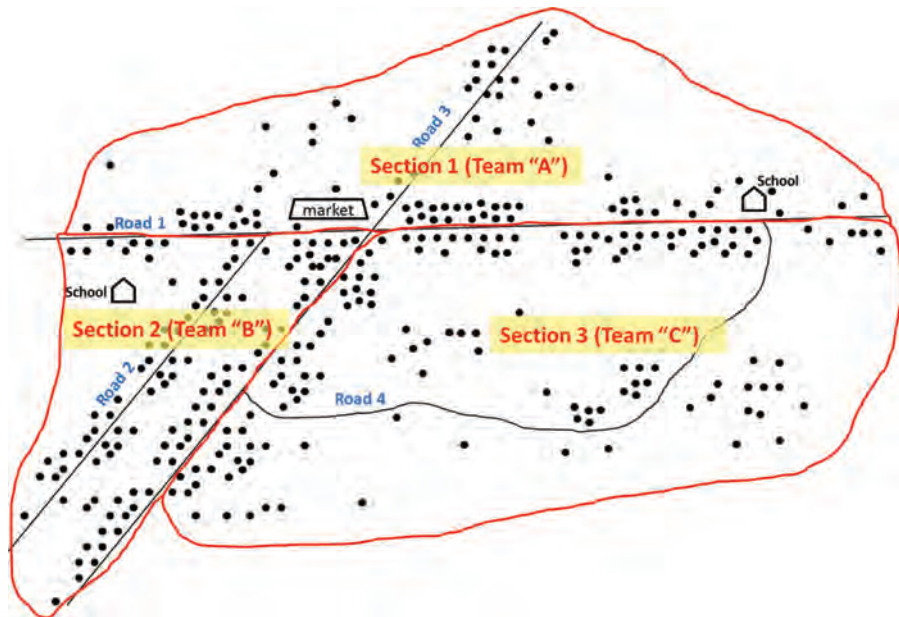 Road 3
Section 1 (Team “A”)
School
market
Road 1
School
Section 2 (Team “B”)
Section 3 (Team “C”)
Road 2
Road 4